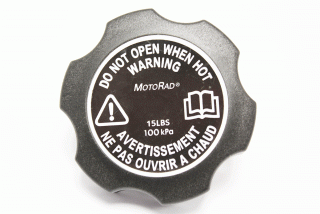 DO NOT OPEN WHEN HOT
WARNING
MOTORAD®
15LBS
100 kPa
AVERTISSEMENT
NE PAS OUVRIR A CHAUD